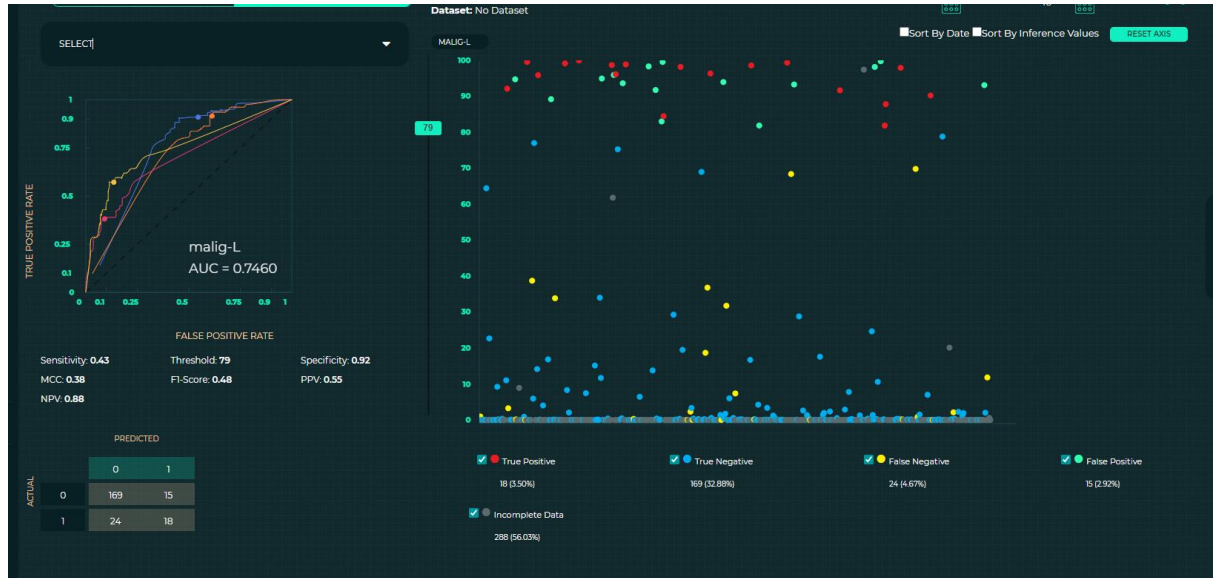 Dataset: No Dataset
SELECT
MALIG-L
Sort By Date Sort By Inference Values RESET AXIS
79
100
90
80
70
60
50
40
30
20
10
0
TRUE POSITIVE RATE
1
0.9
0.75
0.5
0.25
0.1
0
malig-L
AUC = 0.7460
0 0.1 0.25 0.5 0.75 0.9 1
FALSE POSITIVE RATE
Sensitivity: 0.43 Threshold: 79 Specificity: 0.92
MCC: 0.38 F1-Score: 0.48 PPV: 0.55
NPV: 0.88
PREDICTED
ACTUAL
0 1
0 169 15
1 24 18
True Positive True Negative False Negative False Positive
18 (3.50%) 169 (32.88%) 24 (4.67%) 15 (2.92%)
Incomplete Data
288 (56.03%)